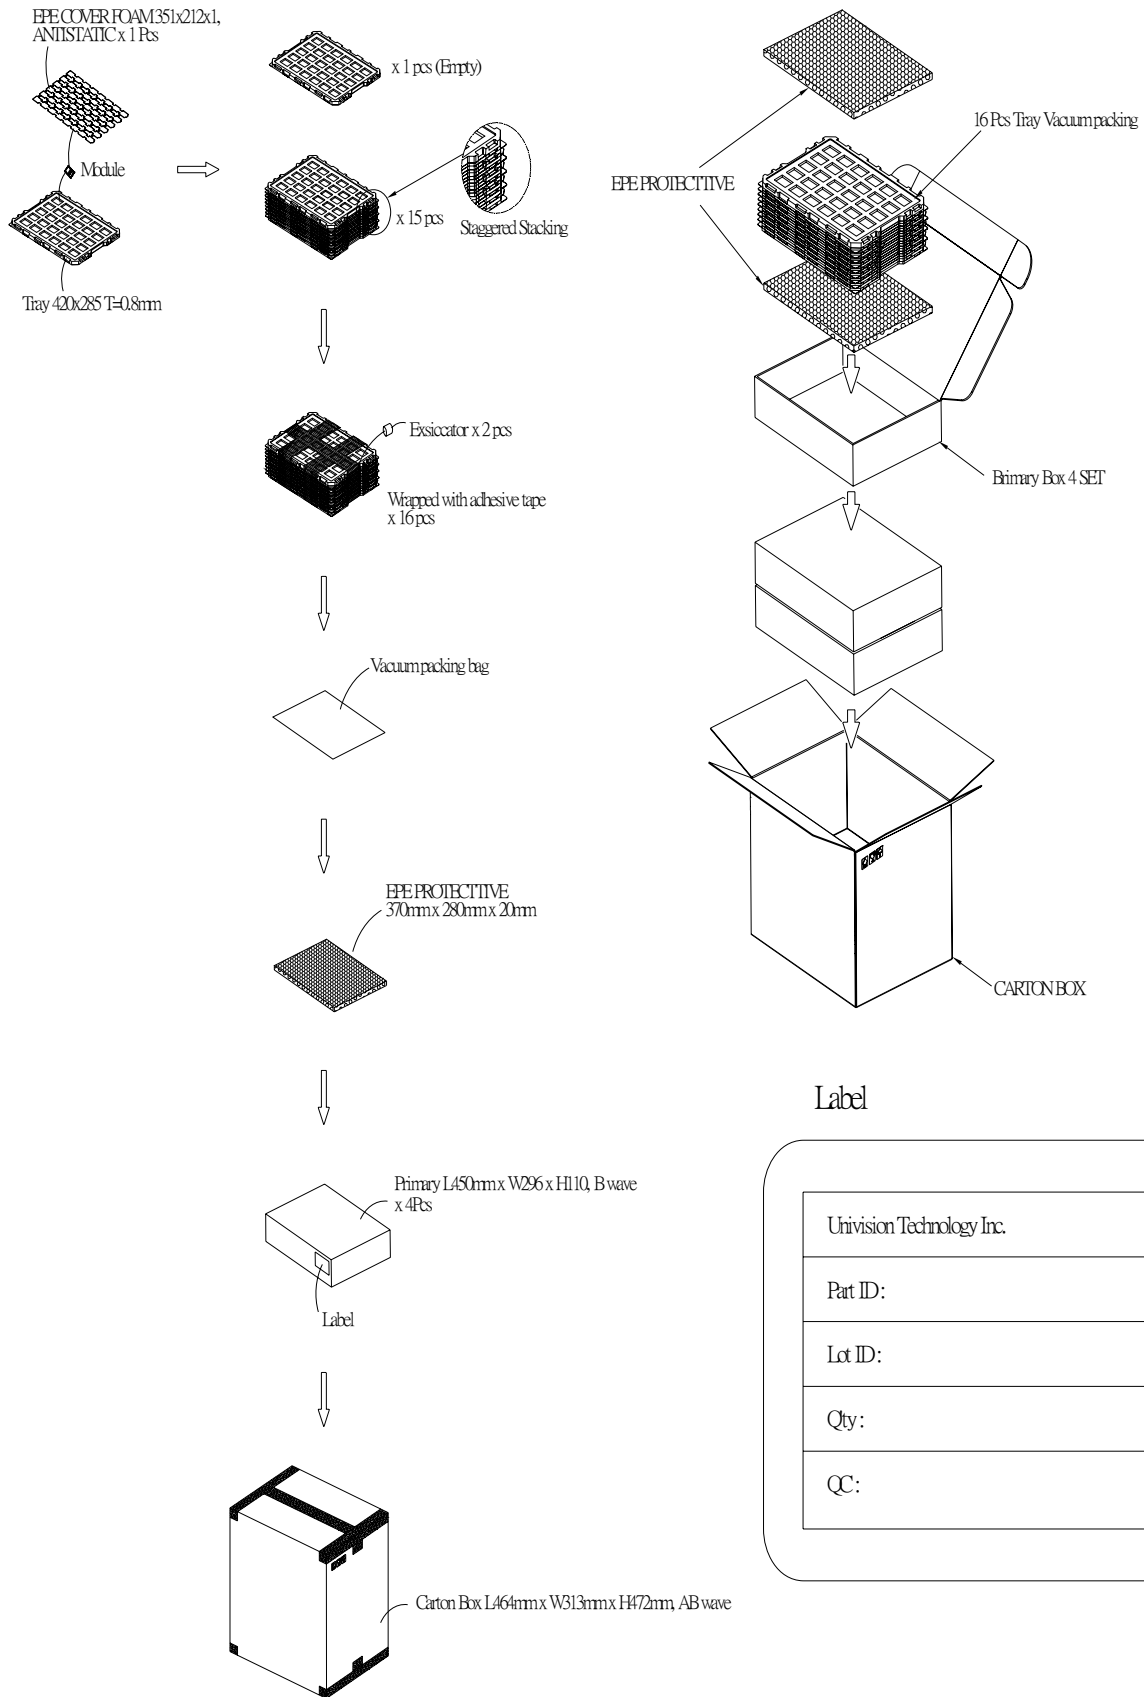 EPE COVER FOAM 351x212x1,
ANTISTATIC x 1 Pcs
Module
Tray 420x285 T=0.8mm
x 1 pcs (Empty)
x 15 pcs
Staggered Stacking
Exsiccator x 2 pcs
Wrapped with adhesive tape
x 16 pcs
Vacuum packing bag
EPE PROTECTTIVE
370mm x 280mm x 20mm
Primary L450mm x W296 x H110, B wave
x 4Pcs
Label
Carton Box L464mm x W313mm x H472mm, AB wave
16 Pcs Tray Vacuum packing
EPE PROTECTTIVE
Brimary Box 4 SET
CARTON BOX
Label
Univision Technology Inc.
Part ID :
Lot ID :
Q'ty :
QC :